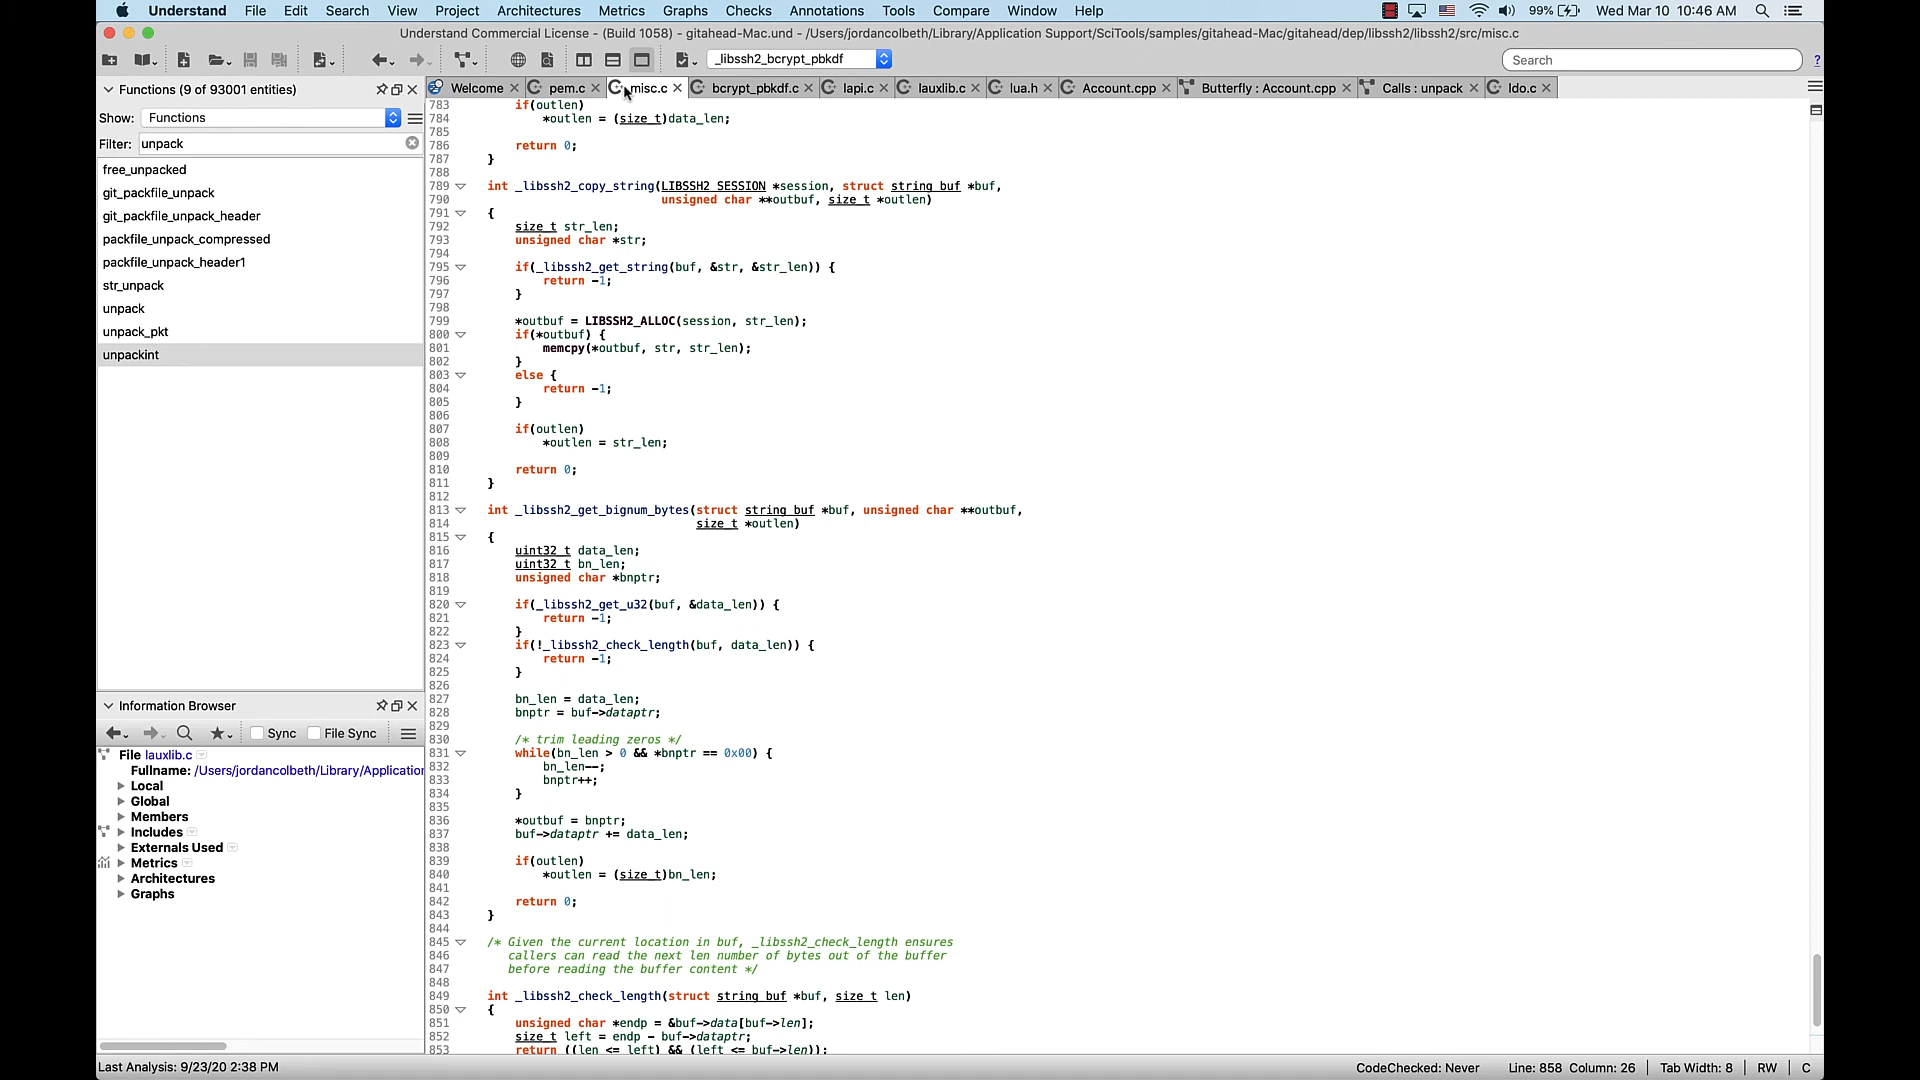 Understand File Edit Search View Project Architectures Metrics Graphs Checks Annotations Tools Compare Window Help 99% Wed Mar 10 10:46 AM
Understand Commercial License - (Build 1058) - gitahead-Mac.und - /Users/jordancolbeth/Library/Application Support/SciTools/samples/gitahead-Mac/gitahead/dep/libssh2/libssh2/src/misc.c
_libssh2_bcrypt_pbkdf Search ?
Functions (9 of 93001 entities)
Show: Functions
Filter: unpack
free_unpacked
git_packfile_unpack
git_packfile_unpack_header
packfile_unpack_compressed
packfile_unpack_header1
str_unpack
unpack
unpack_pkt
unpackint
Information Browser
Sync File Sync
File lauxlib.c
Fullname: /Users/jordancolbeth/Library/Application
Local
Global
Members
Includes
Externals Used
Metrics
Architectures
Graphs
Welcome pem.c misc.c bcrypt_pbkdf.c lapi.c lauxlib.c lua.h Account.cpp Butterfly : Account.cpp Calls : unpack ldo.c
783 if(outlen)
784 *outlen = (size_t)data_len;
785
786 return 0;
787 }
788
789 int _libssh2_copy_string(LIBSSH2_SESSION *session, struct string_buf *buf,
790 unsigned char **outbuf, size_t *outlen)
791 {
792 size_t str_len;
793 unsigned char *str;
794
795 if(_libssh2_get_string(buf, &str, &str_len)) {
796 return -1;
797 }
798
799 *outbuf = LIBSSH2_ALLOC(session, str_len);
800 if(*outbuf) {
801 memcpy(*outbuf, str, str_len);
802 }
803 else {
804 return -1;
805 }
806
807 if(outlen)
808 *outlen = str_len;
809
810 return 0;
811 }
812
813 int _libssh2_get_bignum_bytes(struct string_buf *buf, unsigned char **outbuf,
814 size_t *outlen)
815 {
816 uint32_t data_len;
817 uint32_t bn_len;
818 unsigned char *bnptr;
819
820 if(_libssh2_get_u32(buf, &data_len)) {
821 return -1;
822 }
823 if(!_libssh2_check_length(buf, data_len)) {
824 return -1;
825 }
826
827 bn_len = data_len;
828 bnptr = buf->dataptr;
829
830 /* trim leading zeros */
831 while(bn_len > 0 && *bnptr == 0x00) {
832 bn_len--;
833 bnptr++;
834 }
835
836 *outbuf = bnptr;
837 buf->dataptr += data_len;
838
839 if(outlen)
840 *outlen = (size_t)bn_len;
841
842 return 0;
843 }
844
845 /* Given the current location in buf, _libssh2_check_length ensures
846 callers can read the next len number of bytes out of the buffer
847 before reading the buffer content */
848
849 int _libssh2_check_length(struct string_buf *buf, size_t len)
850 {
851 unsigned char *endp = &buf->data[buf->len];
852 size_t left = endp - buf->dataptr;
853 return ((len <= left) && (left <= buf->len));
Last Analysis: 9/23/20 2:38 PM CodeChecked: Never Line: 858 Column: 26 Tab Width: 8 RW C